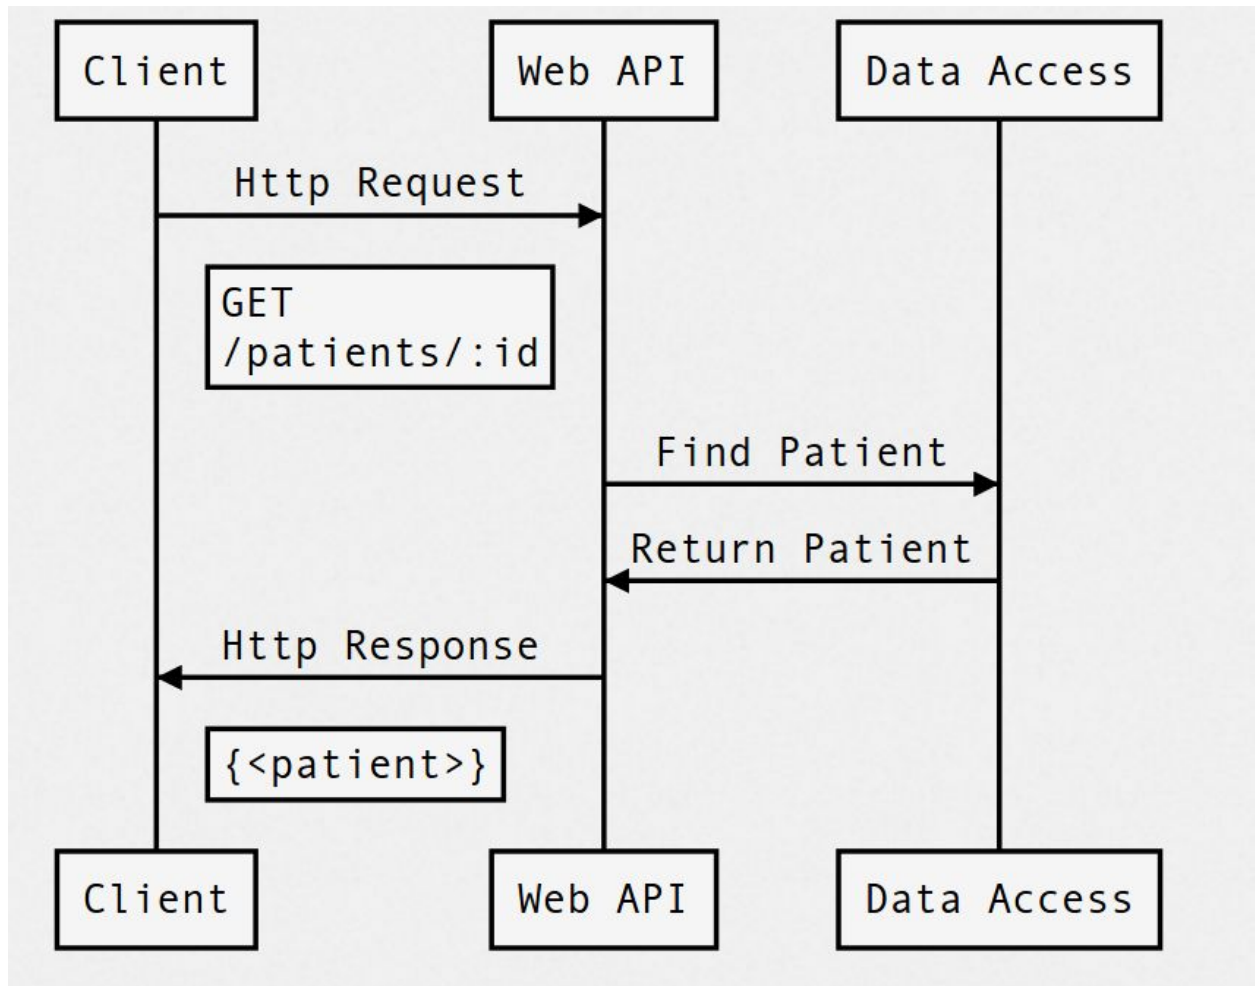 Client
Web API
Data Access
Http Request
GET
/patients/:id
Find Patient
Return Patient
Http Response
{<patient>}
Client
Web API
Data Access